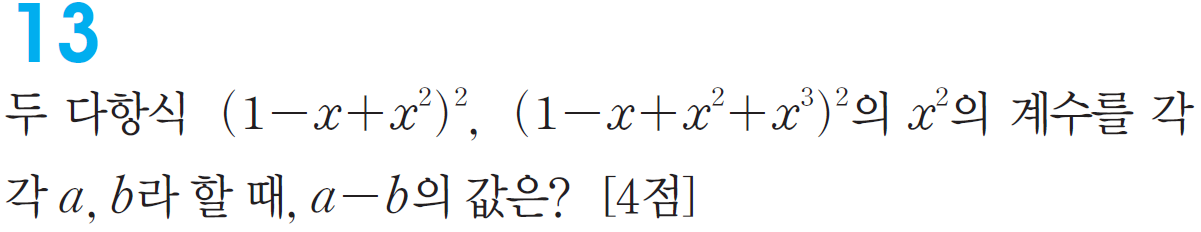 13
두 다항식 (1−x+x²)², (1−x+x²+x³)²의 x²의 계수를 각
각 a, b라 할 때, a−b의 값은? [4점]